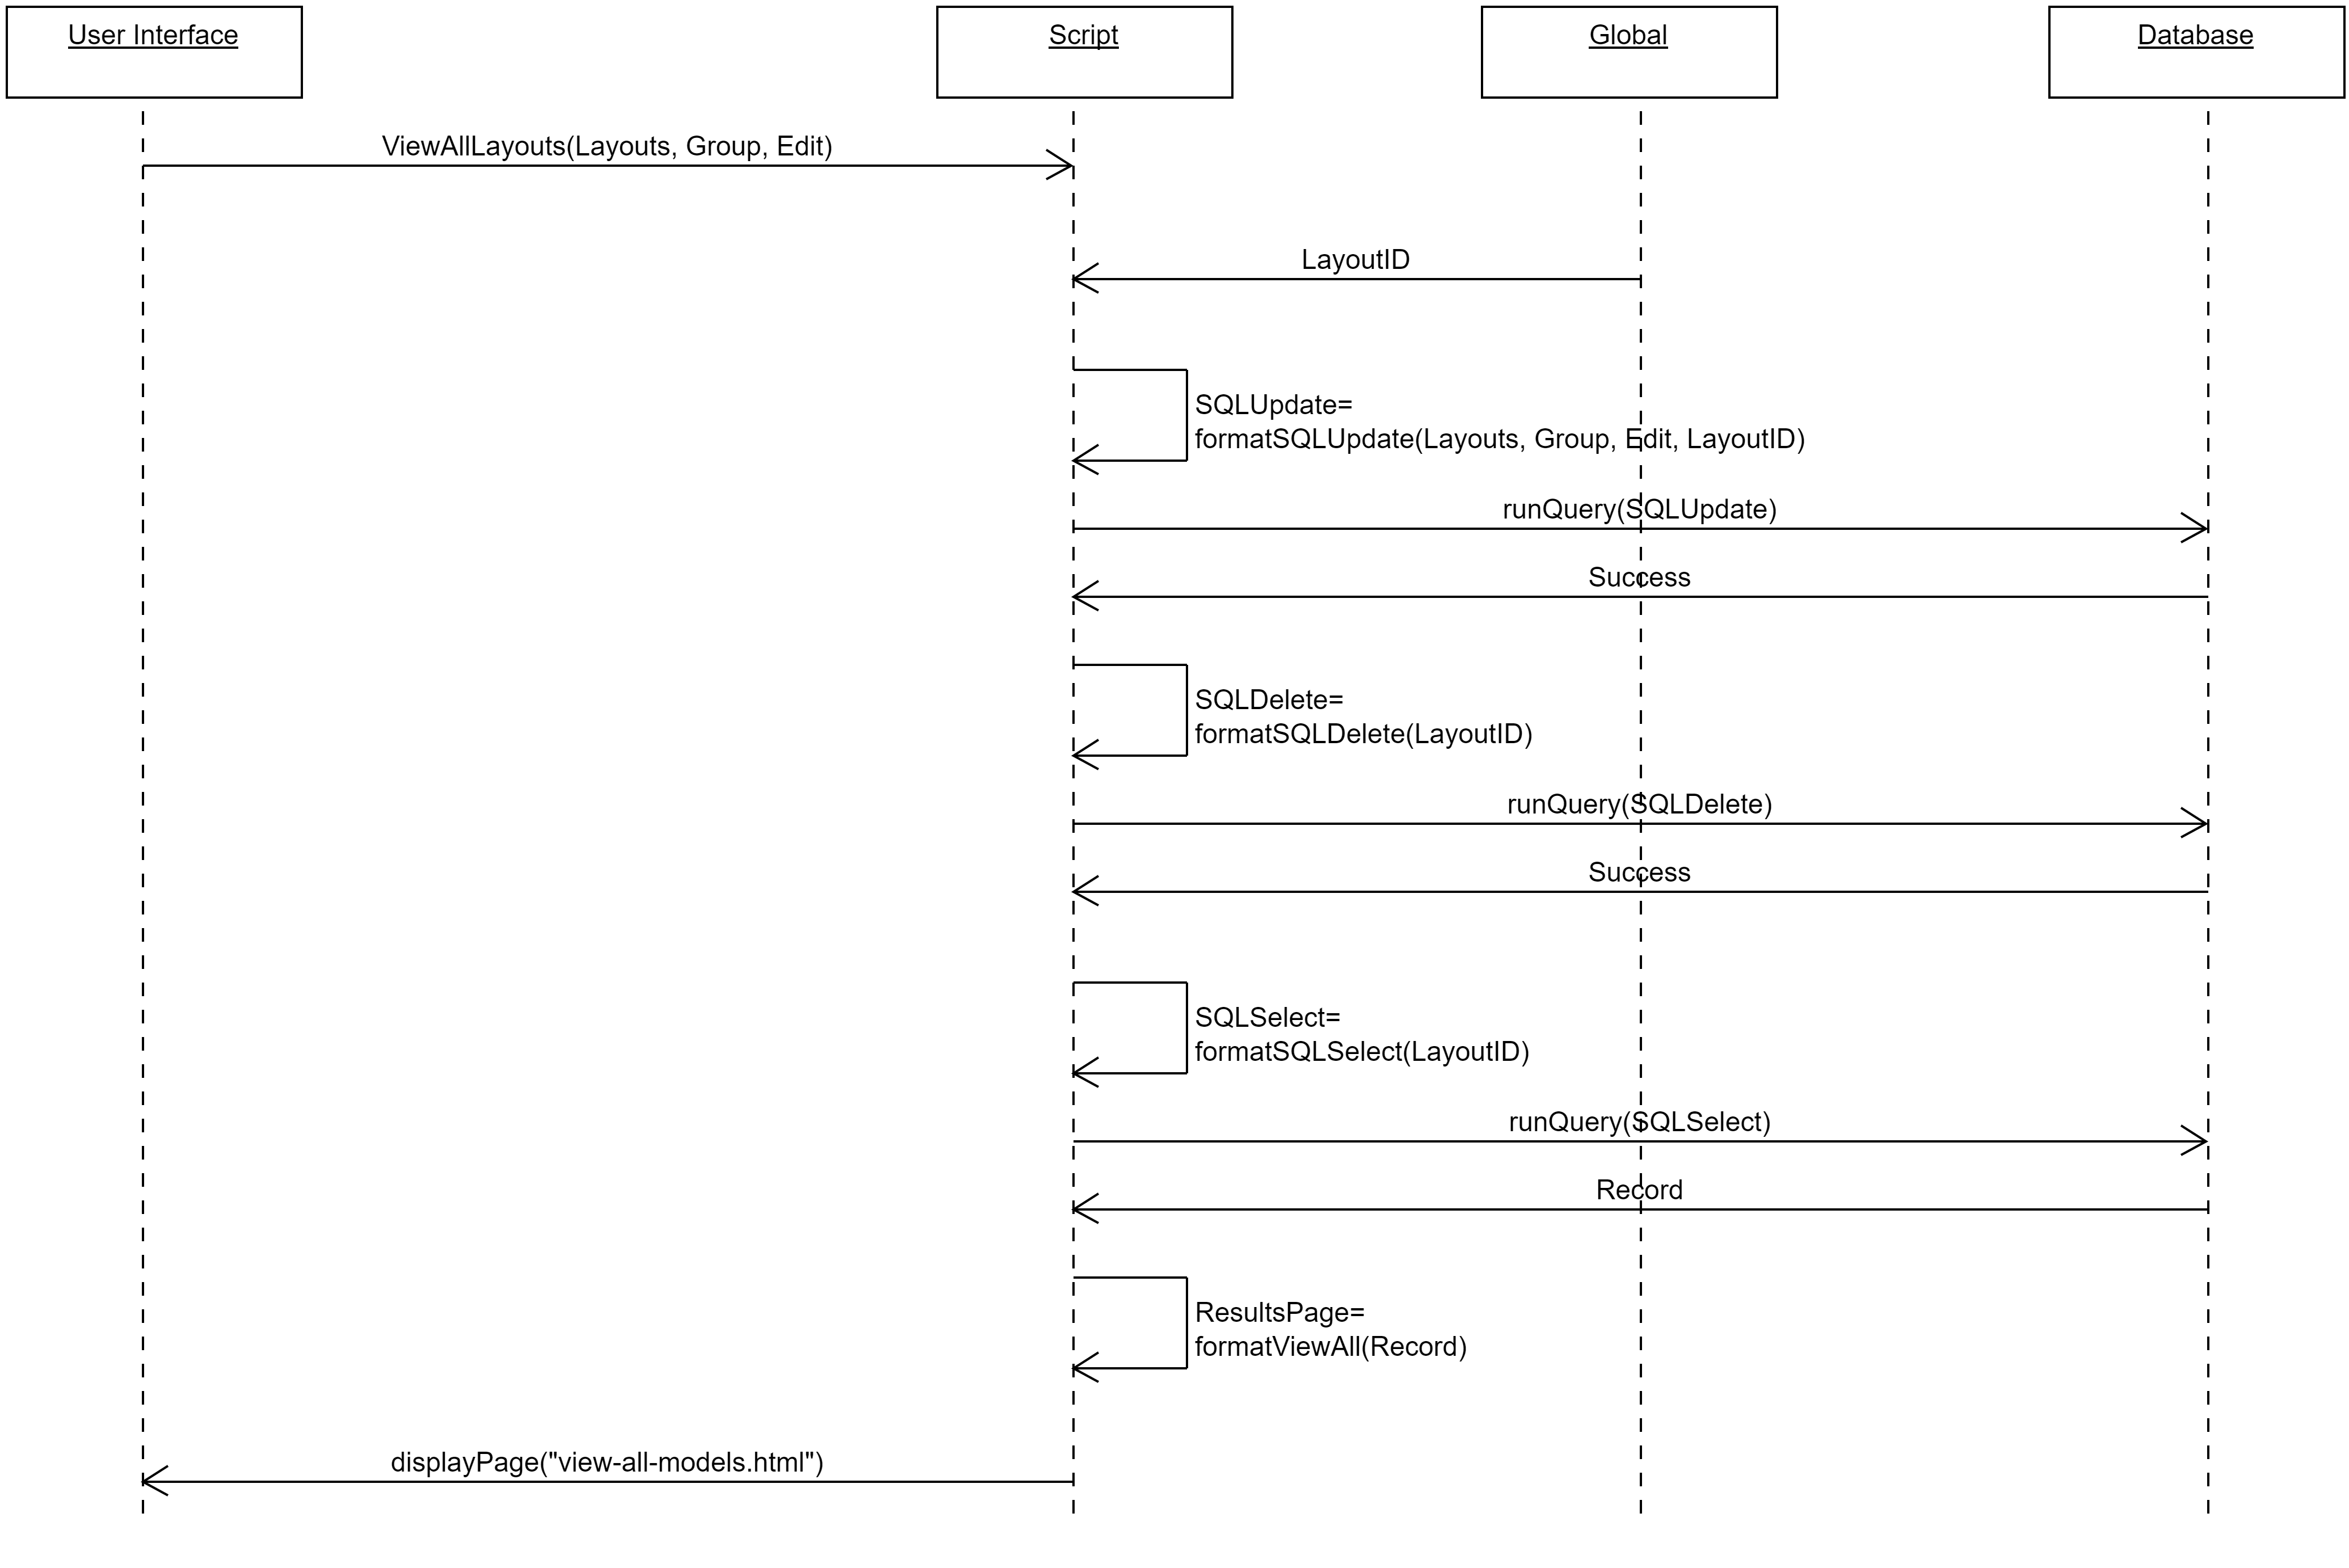 User Interface
Script
Global
Database
ViewAllLayouts(Layouts, Group, Edit)
LayoutID
SQLUpdate=
formatSQLUpdate(Layouts, Group, Edit, LayoutID)
runQuery(SQLUpdate)
Success
SQLDelete=
formatSQLDelete(LayoutID)
runQuery(SQLDelete)
Success
SQLSelect=
formatSQLSelect(LayoutID)
runQuery(SQLSelect)
Record
ResultsPage=
formatViewAll(Record)
displayPage("view-all-models.html")